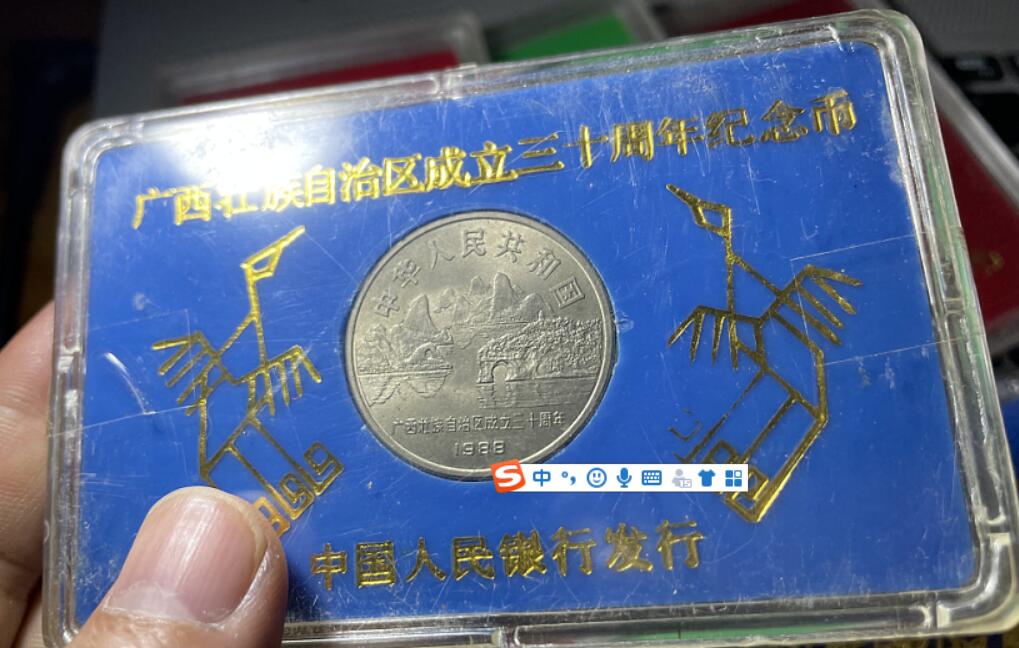 广西壮族自治区成立三十周年纪念币
中华人民共和国
广西壮族自治区成立三十周年
1988
S中
15
中国人民银行发行